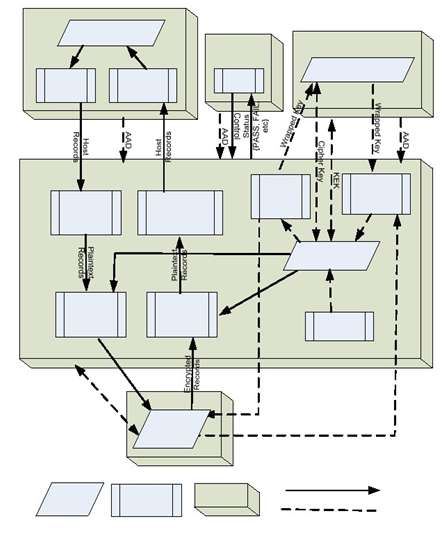 Host
Records
AAD
Host
Records
AAD
Control
Status
(PASS, FAIL,
etc)
Wrapped Key
Cipher Key
KEK
Wrapped Key
AAD
Plaintext
Records
Plaintext
Records
Encrypted
Records